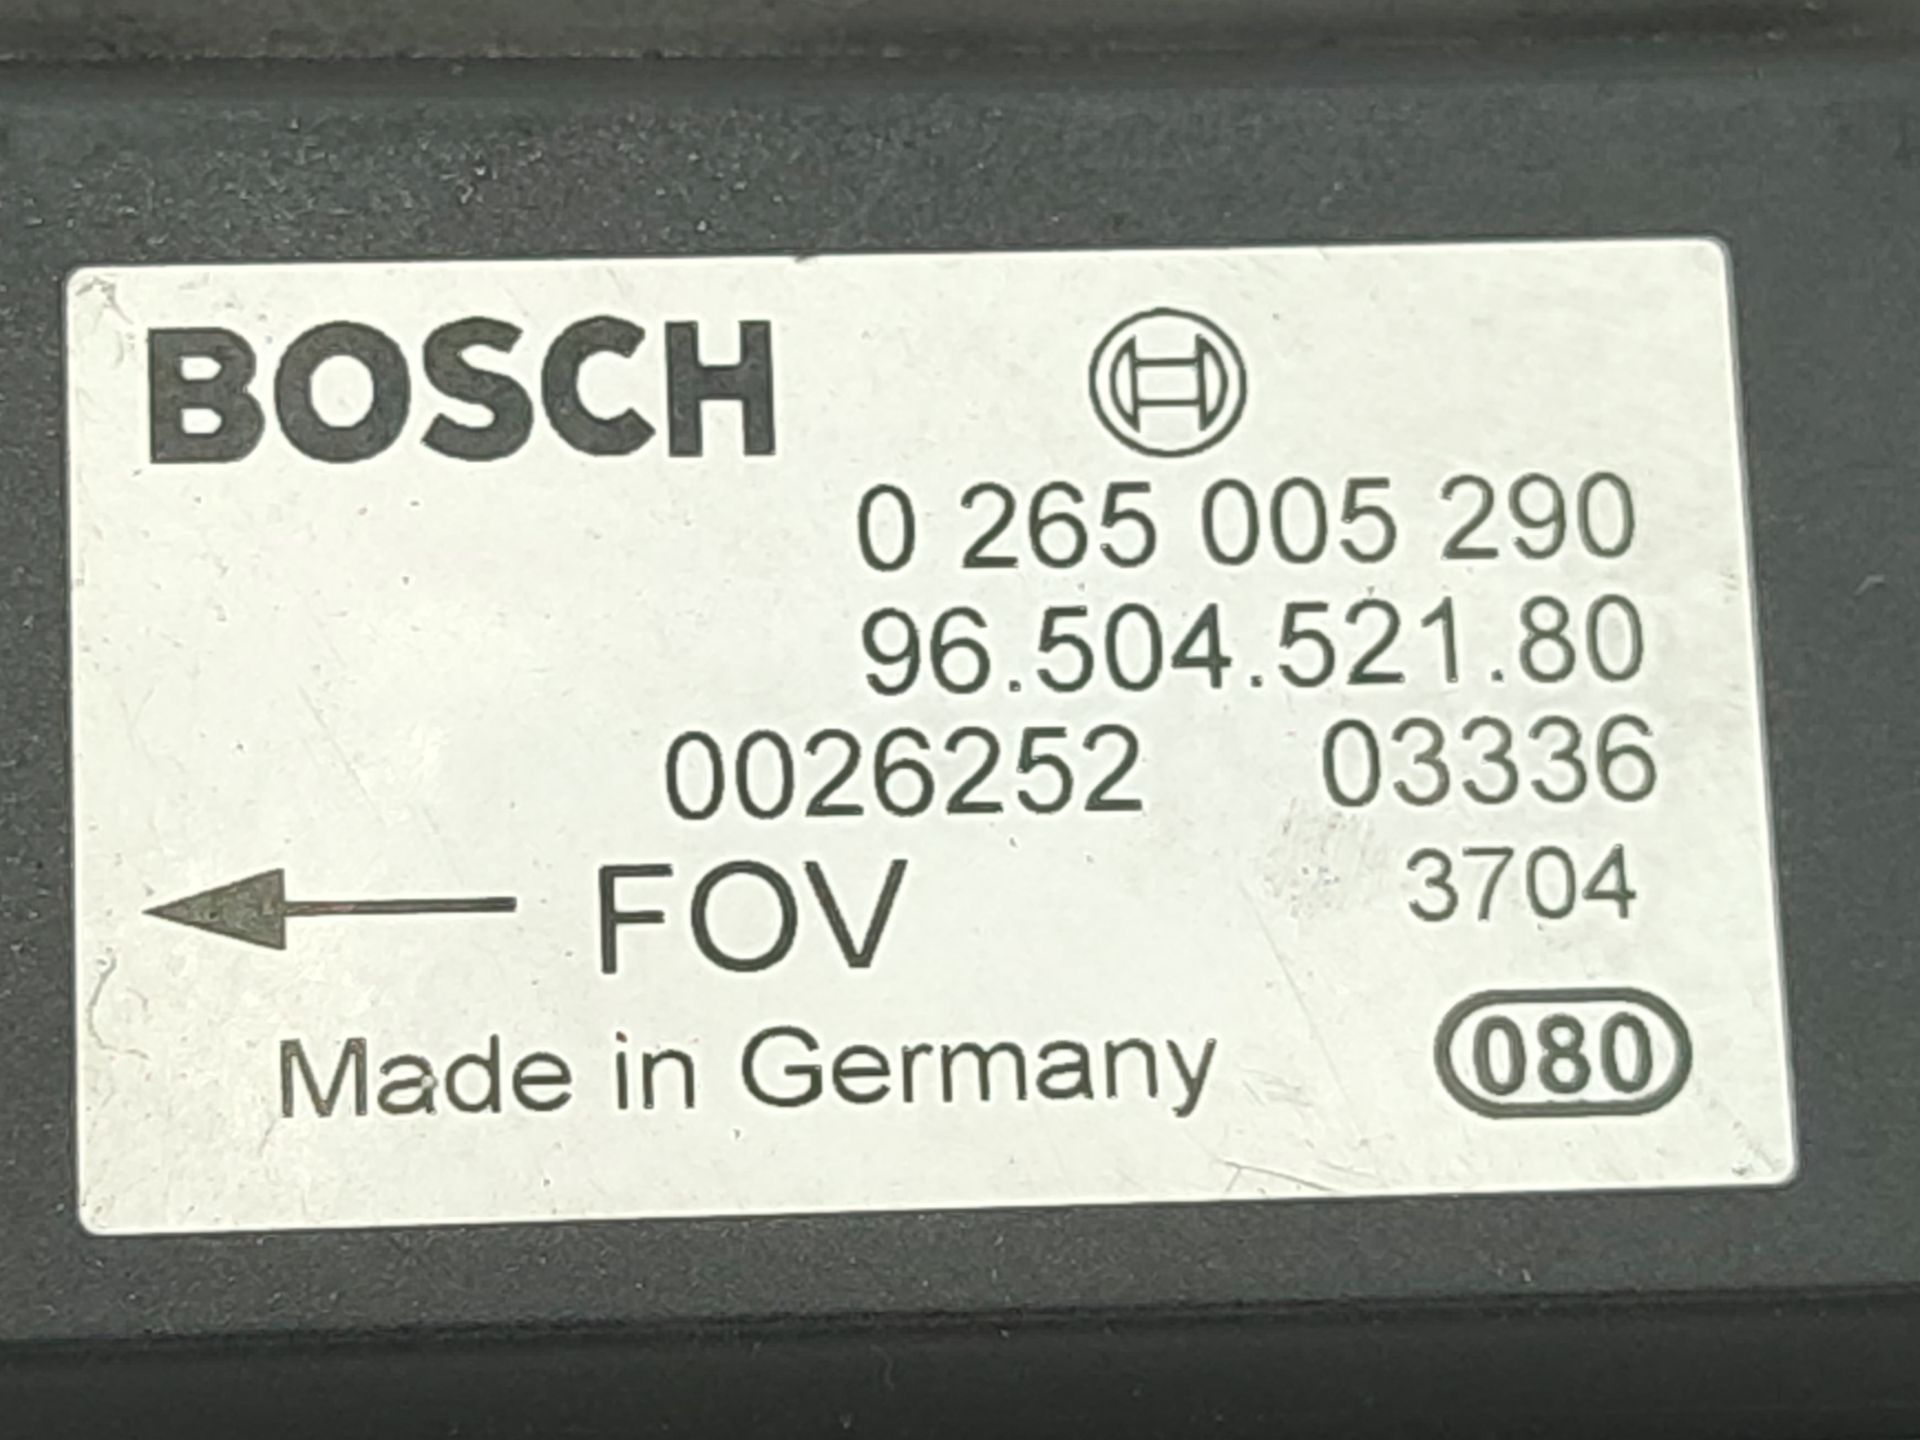 BOSCH
0 265 005 290
96.504.521.80
0026252 03336
FOV 3704
Made in Germany 080